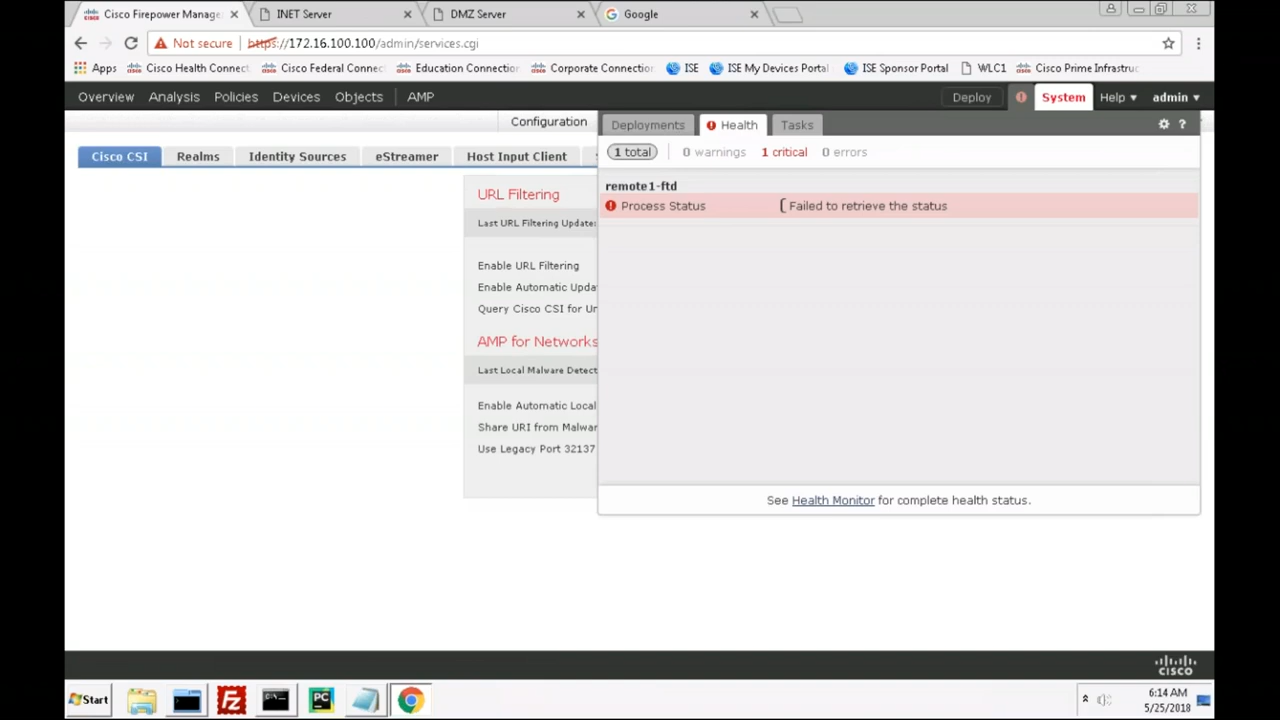 Cisco Firepower Manage
INET Server
DMZ Server
Google
Not secure | https://172.16.100.100/admin/services.cgi
Apps Cisco Health Connect Cisco Federal Connec Education Connection Corporate Connection ISE ISE My Devices Portal ISE Sponsor Portal WLC1 Cisco Prime Infrastruc
Overview Analysis Policies Devices Objects AMP Deploy System Help admin
Configuration
Deployments Health Tasks
1 total 0 warnings 1 critical 0 errors
Cisco CSI Realms Identity Sources eStreamer Host Input Client
remote1-ftd
Process Status Failed to retrieve the status
URL Filtering
Last URL Filtering Update:
Enable URL Filtering
Enable Automatic Upda
Query Cisco CSI for Un
AMP for Networks
Last Local Malware Detect
Enable Automatic Local
Share URI from Malwar
Use Legacy Port 32137
See Health Monitor for complete health status.
CISCO
Start
FZ
PC
6:14 AM
5/25/2018